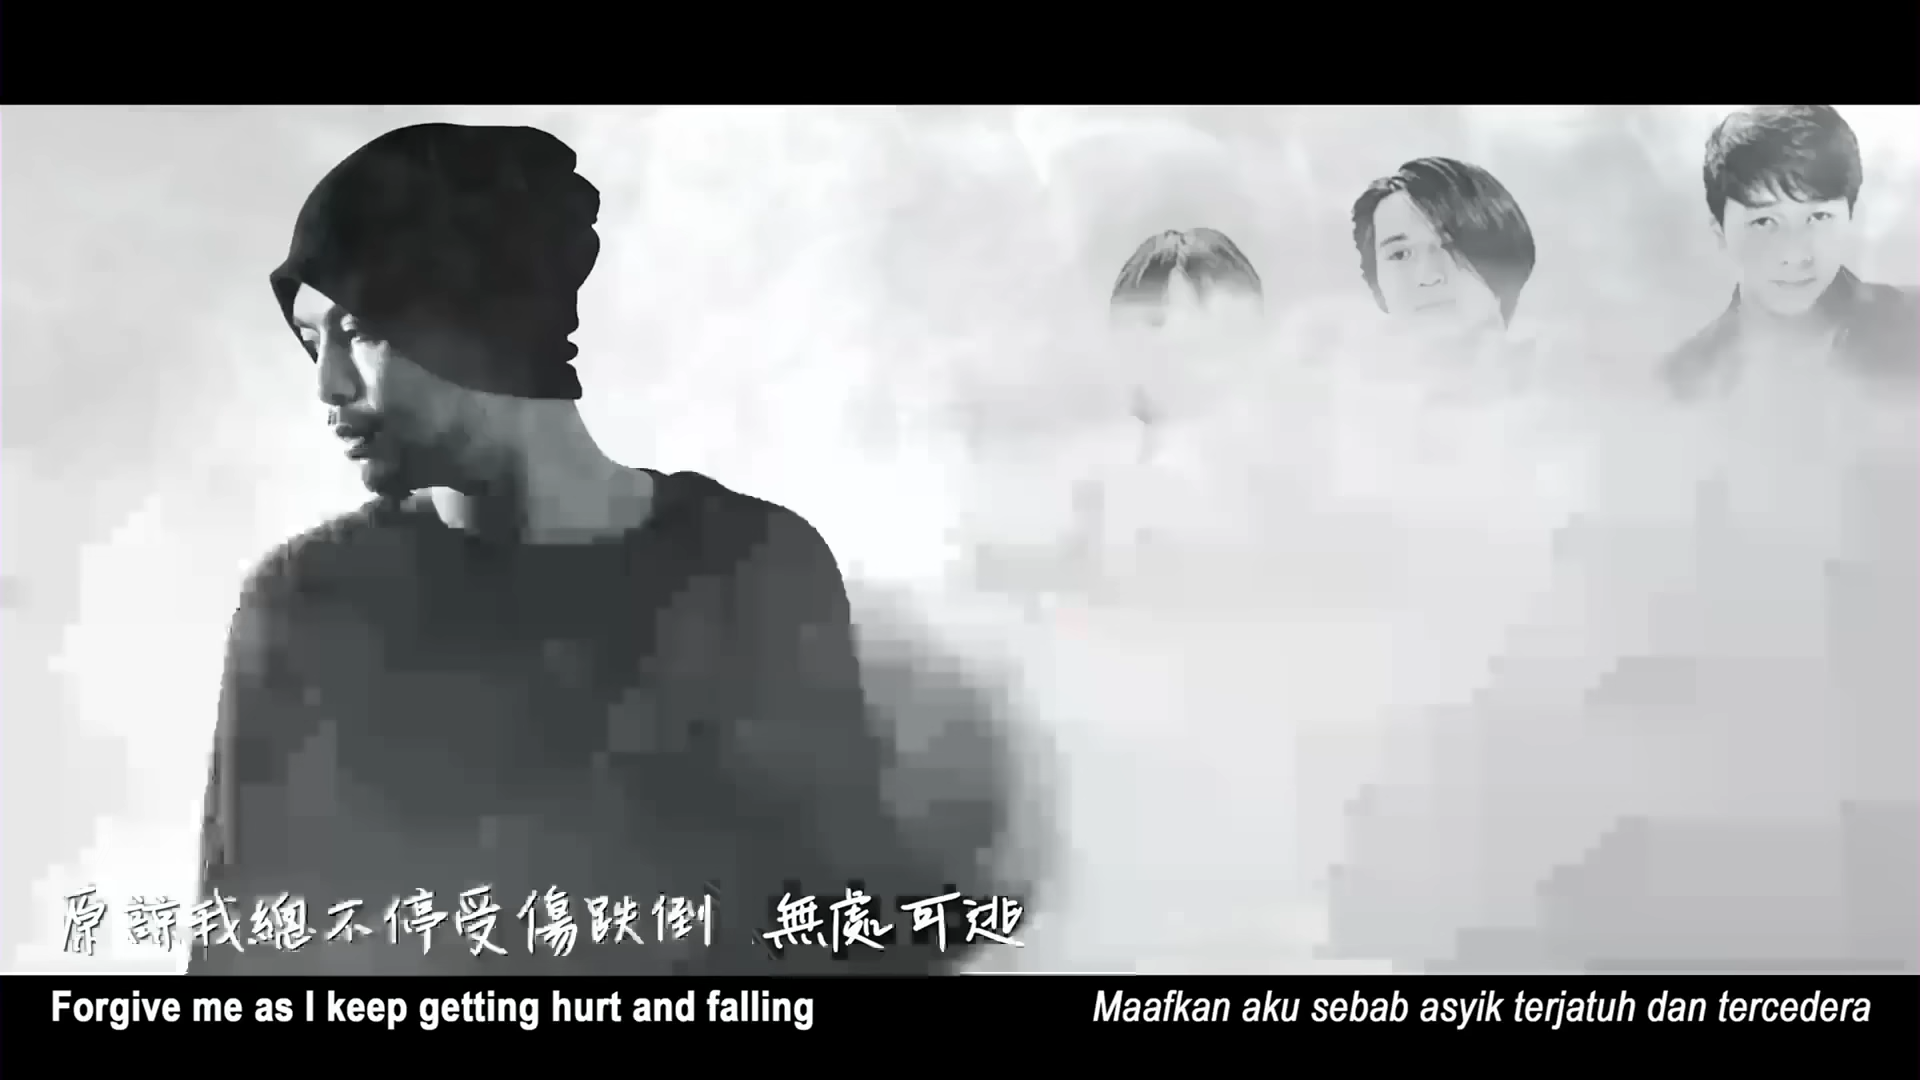 原諒我總不停受傷跌倒 無處可逃
Forgive me as I keep getting hurt and falling
Maafkan aku sebab asyik terjatuh dan tercedera